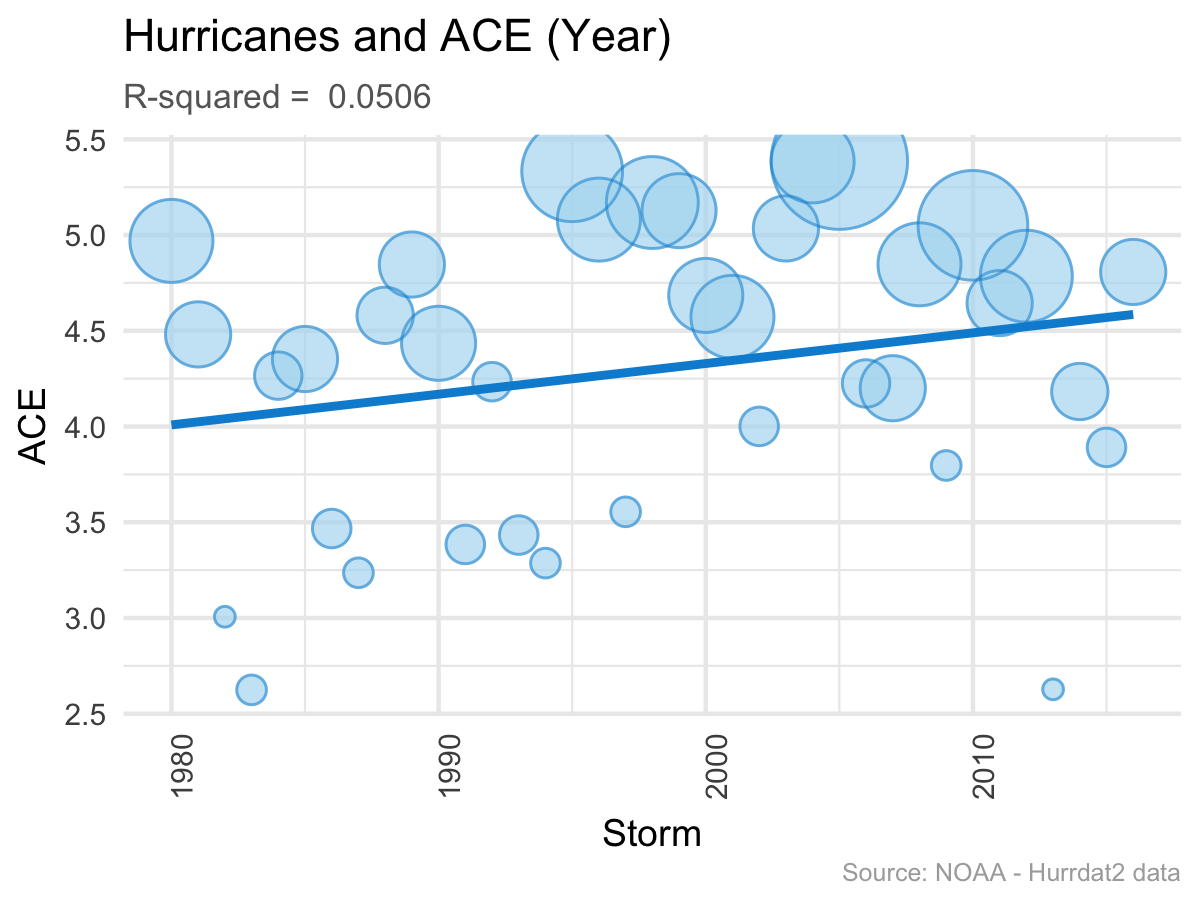 Hurricanes and ACE (Year)
R-squared =  0.0506
5.5
5.0
4.5
4.0
3.5
3.0
2.5
ACE
1980
1990
2000
2010
Storm
Source: NOAA - Hurrdat2 data